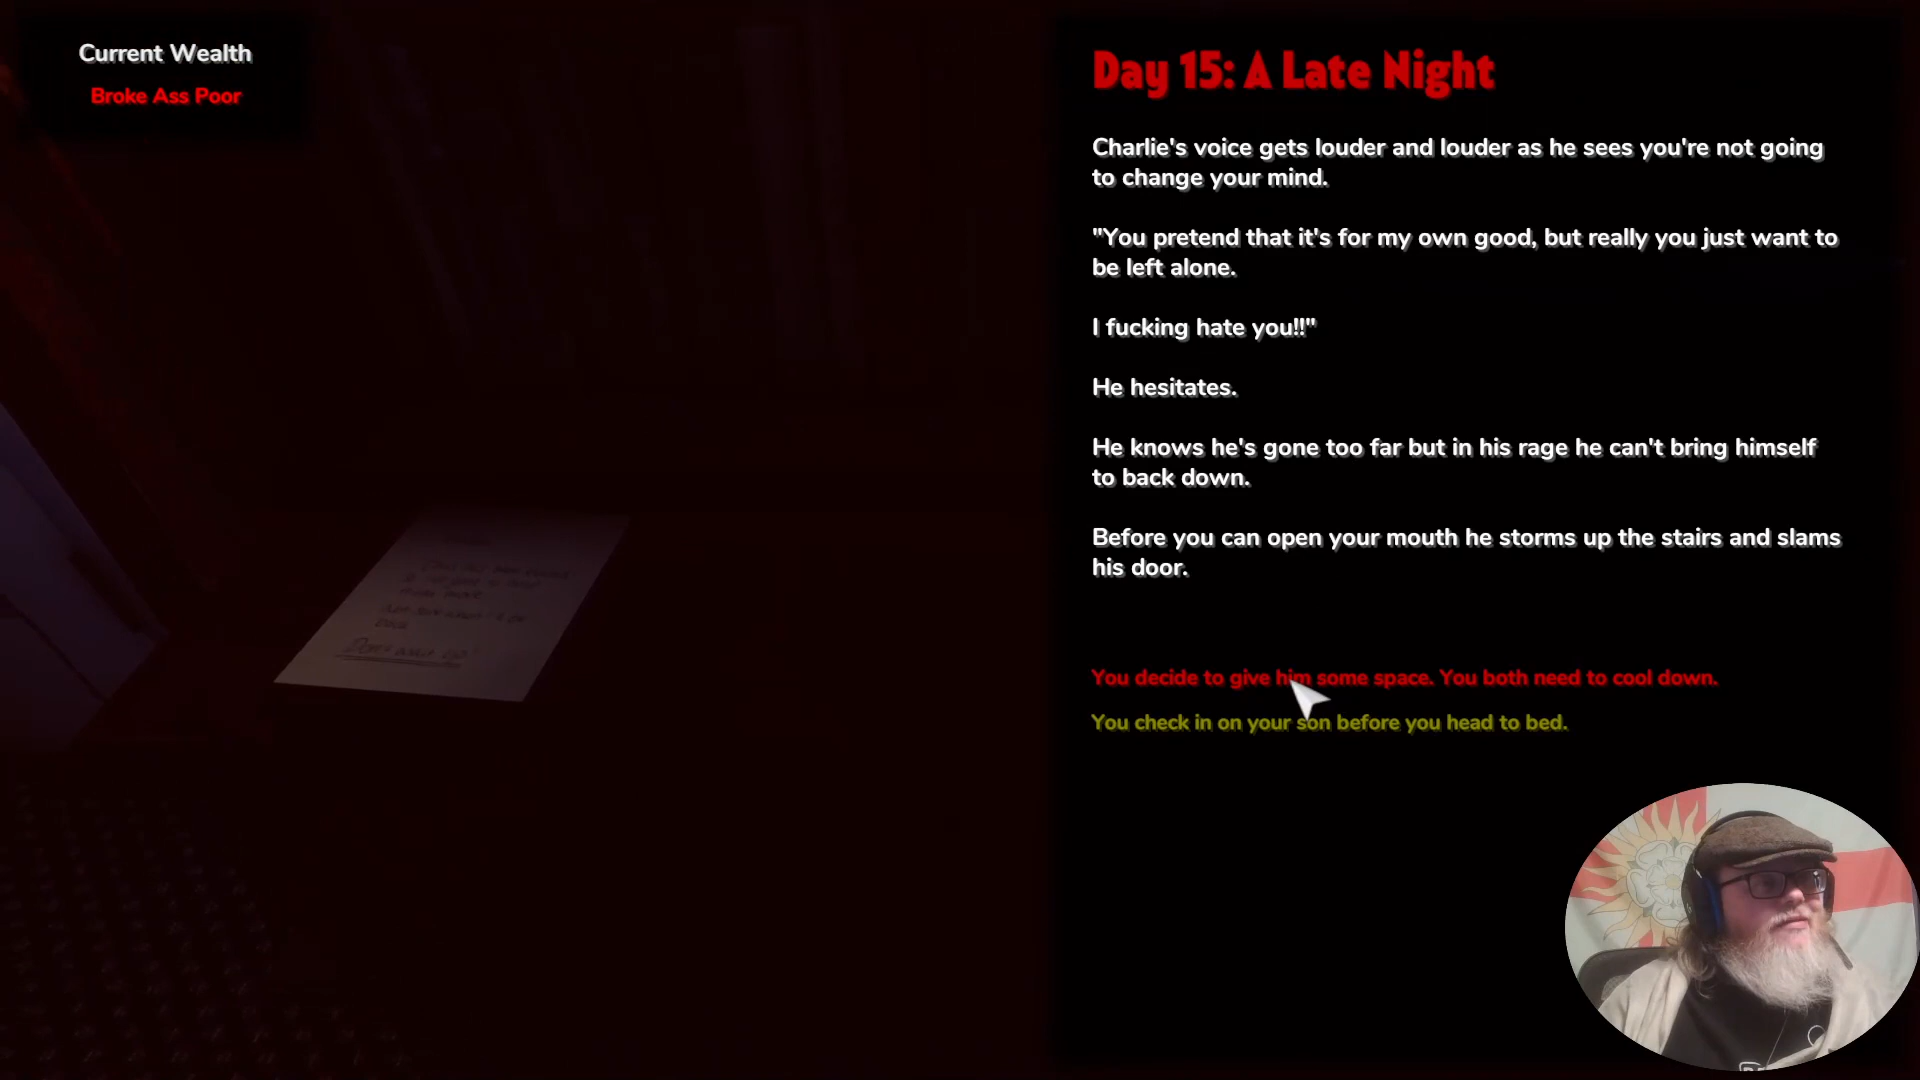 Current Wealth
Broke Ass Poor
Day 15: A Late Night
Charlie's voice gets louder and louder as he sees you're not going
to change your mind.
"You pretend that it's for my own good, but really you just want to
be left alone.
I fucking hate you!!"
He hesitates.
He knows he's gone too far but in his rage he can't bring himself
to back down.
Before you can open your mouth he storms up the stairs and slams
his door.
You decide to give him some space. You both need to cool down.
You check in on your son before you head to bed.